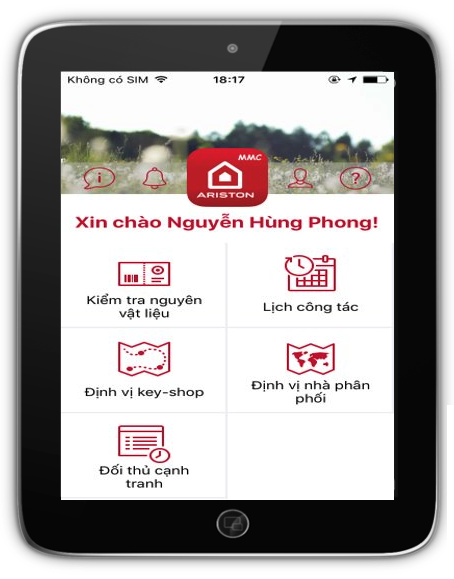 Không có SIM 18:17
MMC
ARISTON
Xin chào Nguyễn Hùng Phong!
Kiểm tra nguyên
vật liệu
Lịch công tác
Định vị key-shop
Định vị nhà phân
phối
Đối thủ cạnh
tranh